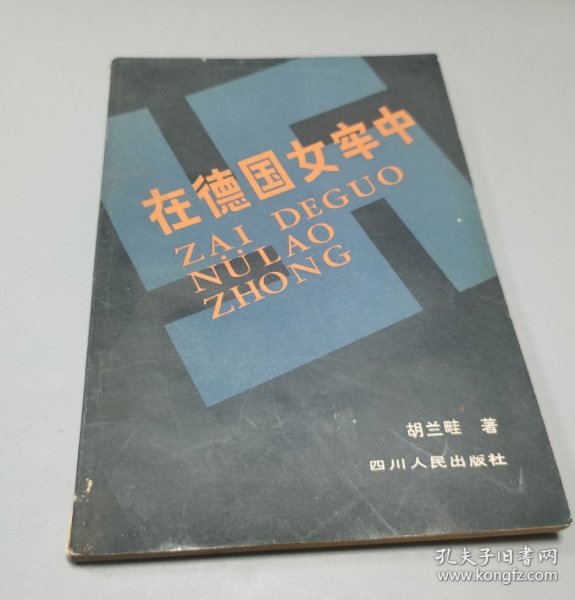 在德国女牢中
ZAI DEGUO
NÜLAO
ZHONG
胡兰畦 著
四川人民出版社
孔夫子旧书网
www.kongfz.com